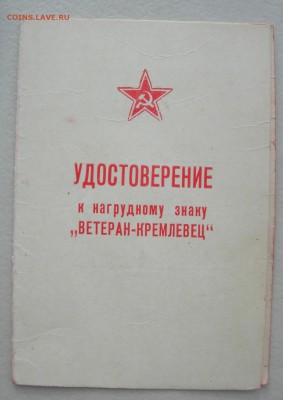 COINS.LAVE.RU
УДОСТОВЕРЕНИЕ
к нагрудному знаку
„ВЕТЕРАН-КРЕМЛЕВЕЦ“